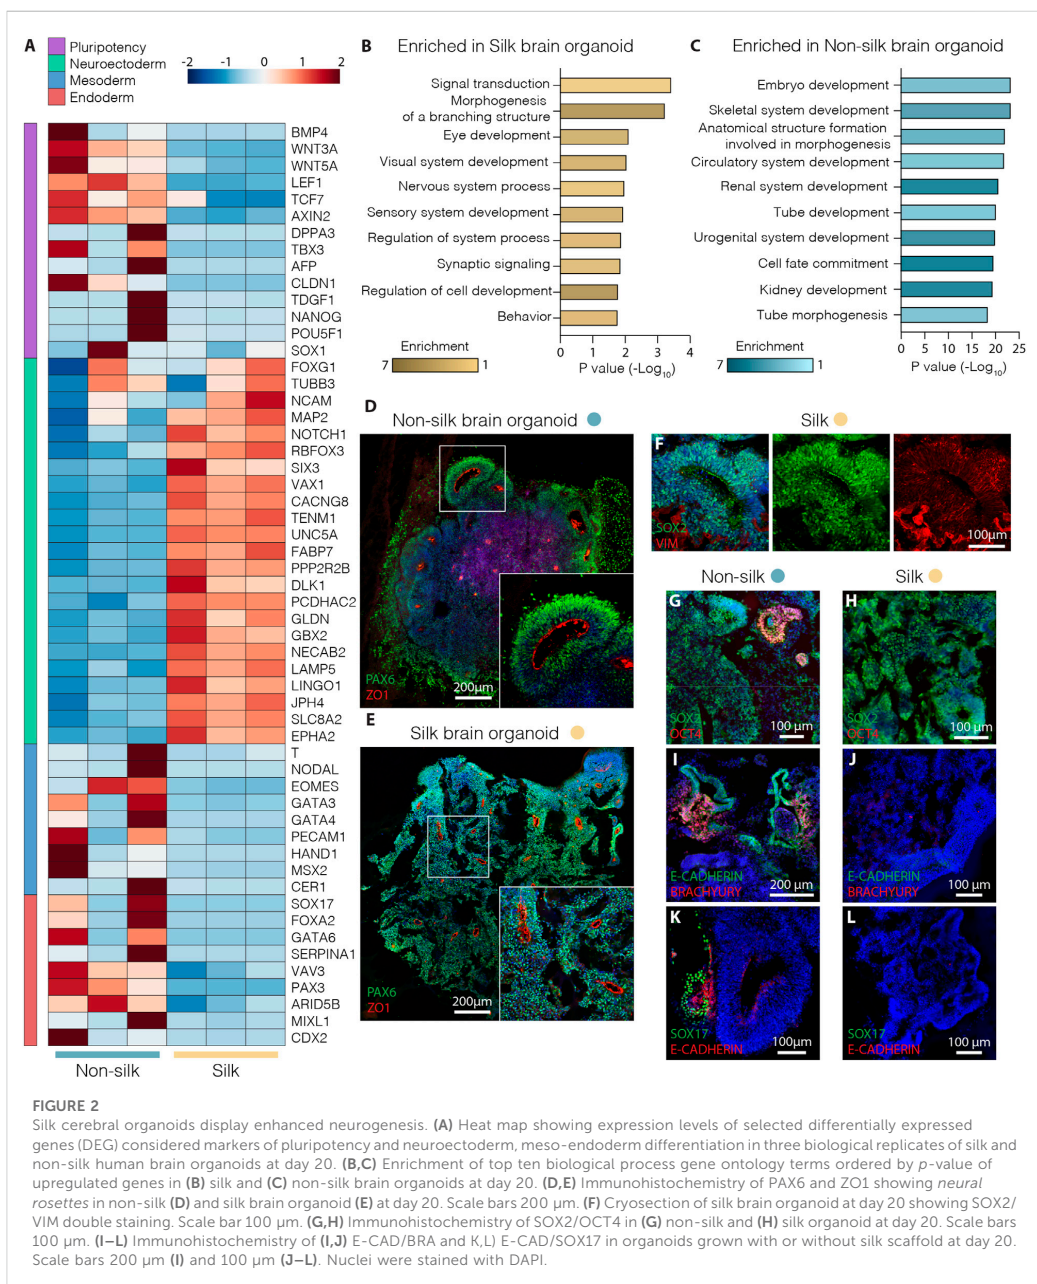 A
Pluripotency
Neuroectoderm
Mesoderm
Endoderm
-2 -1 0 1 2
BMP4
WNT3A
WNT5A
LEF1
TCF7
AXIN2
DPPA3
TBX3
AFP
CLDN1
TDGF1
NANOG
POU5F1
SOX1
FOXG1
TUBB3
NCAM
MAP2
NOTCH1
RBFOX3
SIX3
VAX1
CACNG8
TENM1
UNC5A
FABP7
PPP2R2B
DLK1
PCDHAC2
GLDN
GBX2
NECAB2
LAMP5
LINGO1
JPH4
SLC8A2
EPHA2
T
NODAL
EOMES
GATA3
GATA4
PECAM1
HAND1
MSX2
CER1
SOX17
FOXA2
GATA6
SERPINA1
VAV3
PAX3
ARID5B
MIXL1
CDX2
Non-silk Silk
B Enriched in Silk brain organoid
Signal transduction
Morphogenesis
of a branching structure
Eye development
Visual system development
Nervous system process
Sensory system development
Regulation of system process
Synaptic signaling
Regulation of cell development
Behavior
Enrichment
7 1
0 1 2 3 4
P value (-Log10)
C Enriched in Non-silk brain organoid
Embryo development
Skeletal system development
Anatomical structure formation
involved in morphogenesis
Circulatory system development
Renal system development
Tube development
Urogenital system development
Cell fate commitment
Kidney development
Tube morphogenesis
Enrichment
7 1
0 5 10 15 20 25
P value (-Log10)
D
Non-silk brain organoid
PAX6
ZO1
200µm
E
Silk brain organoid
PAX6
ZO1
200µm
Silk
F
SOX2
VIM
100µm
Non-silk
G
SOX2
OCT4
100 µm
Silk
H
SOX2
OCT4
100 µm
I
E-CADHERIN
BRACHYURY
200 µm
J
E-CADHERIN
BRACHYURY
100 µm
K
SOX17
E-CADHERIN
100µm
L
SOX17
E-CADHERIN
100 µm
FIGURE 2
Silk cerebral organoids display enhanced neurogenesis. (A) Heat map showing expression levels of selected differentially expressed
genes (DEG) considered markers of pluripotency and neuroectoderm, meso-endoderm differentiation in three biological replicates of silk and
non-silk human brain organoids at day 20. (B,C) Enrichment of top ten biological process gene ontology terms ordered by p-value of
upregulated genes in (B) silk and (C) non-silk brain organoids at day 20. (D,E) Immunohistochemistry of PAX6 and ZO1 showing neural
rosettes in non-silk (D) and silk brain organoid (E) at day 20. Scale bars 200 µm. (F) Cryosection of silk brain organoid at day 20 showing SOX2/
VIM double staining. Scale bar 100 µm. (G,H) Immunohistochemistry of SOX2/OCT4 in (G) non-silk and (H) silk organoid at day 20. Scale bars
100 µm. (I–L) Immunohistochemistry of (I,J) E-CAD/BRA and K,L) E-CAD/SOX17 in organoids grown with or without silk scaffold at day 20.
Scale bars 200 µm (I) and 100 µm (J–L). Nuclei were stained with DAPI.